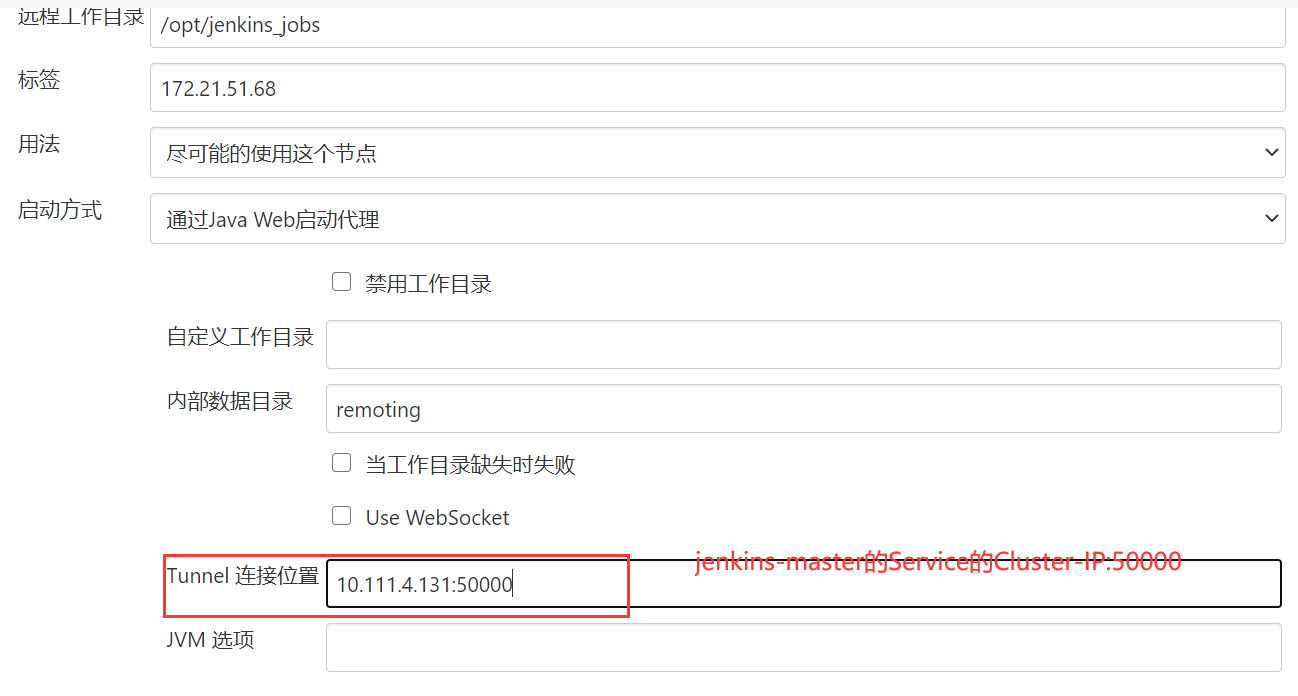 远程工作目录
/opt/jenkins_jobs
标签
172.21.51.68
用法
尽可能的使用这个节点
启动方式
通过Java Web启动代理
禁用工作目录
自定义工作目录
内部数据目录
remoting
当工作目录缺失时失败
Use WebSocket
jenkins-master的Service的Cluster-IP:50000
Tunnel 连接位置
10.111.4.131:50000
JVM 选项